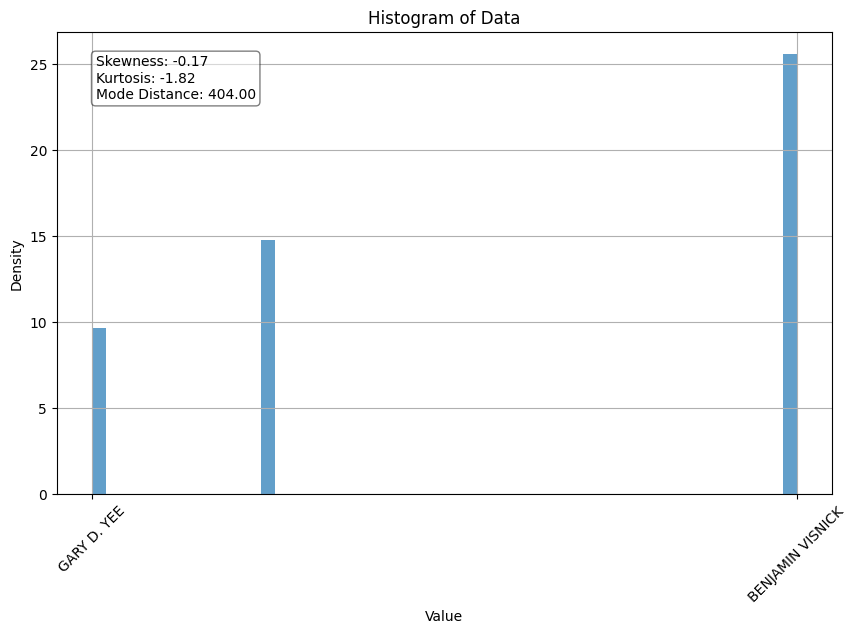 Histogram of Data
Skewness: -0.17
Kurtosis: -1.82
Mode Distance: 404.00
25
20
15
10
5
0
Density
GARY D. YEE
BENJAMIN VISNICK
Value